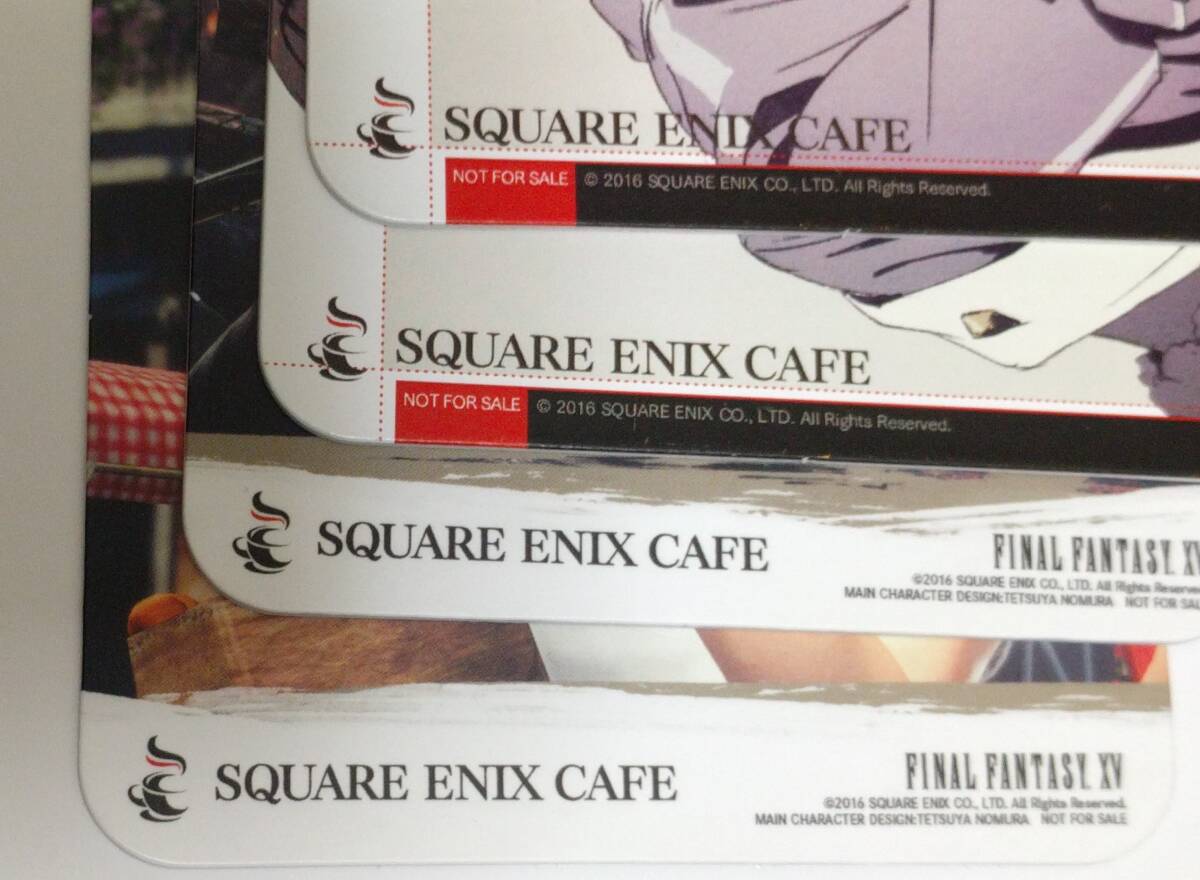 SQUARE ENIX CAFE
NOT FOR SALE © 2016 SQUARE ENIX CO., LTD. All Rights Reserved.
SQUARE ENIX CAFE
NOT FOR SALE © 2016 SQUARE ENIX CO., LTD. All Rights Reserved.
SQUARE ENIX CAFE
FINAL FANTASY XV
©2016 SQUARE ENIX CO., LTD. All Rights Reserved
MAIN CHARACTER DESIGN:TETSUYA NOMURA NOT FOR SAL
SQUARE ENIX CAFE
FINAL FANTASY XV
©2016 SQUARE ENIX CO., LTD. All Rights Reserved.
MAIN CHARACTER DESIGN:TETSUYA NOMURA NOT FOR SALE